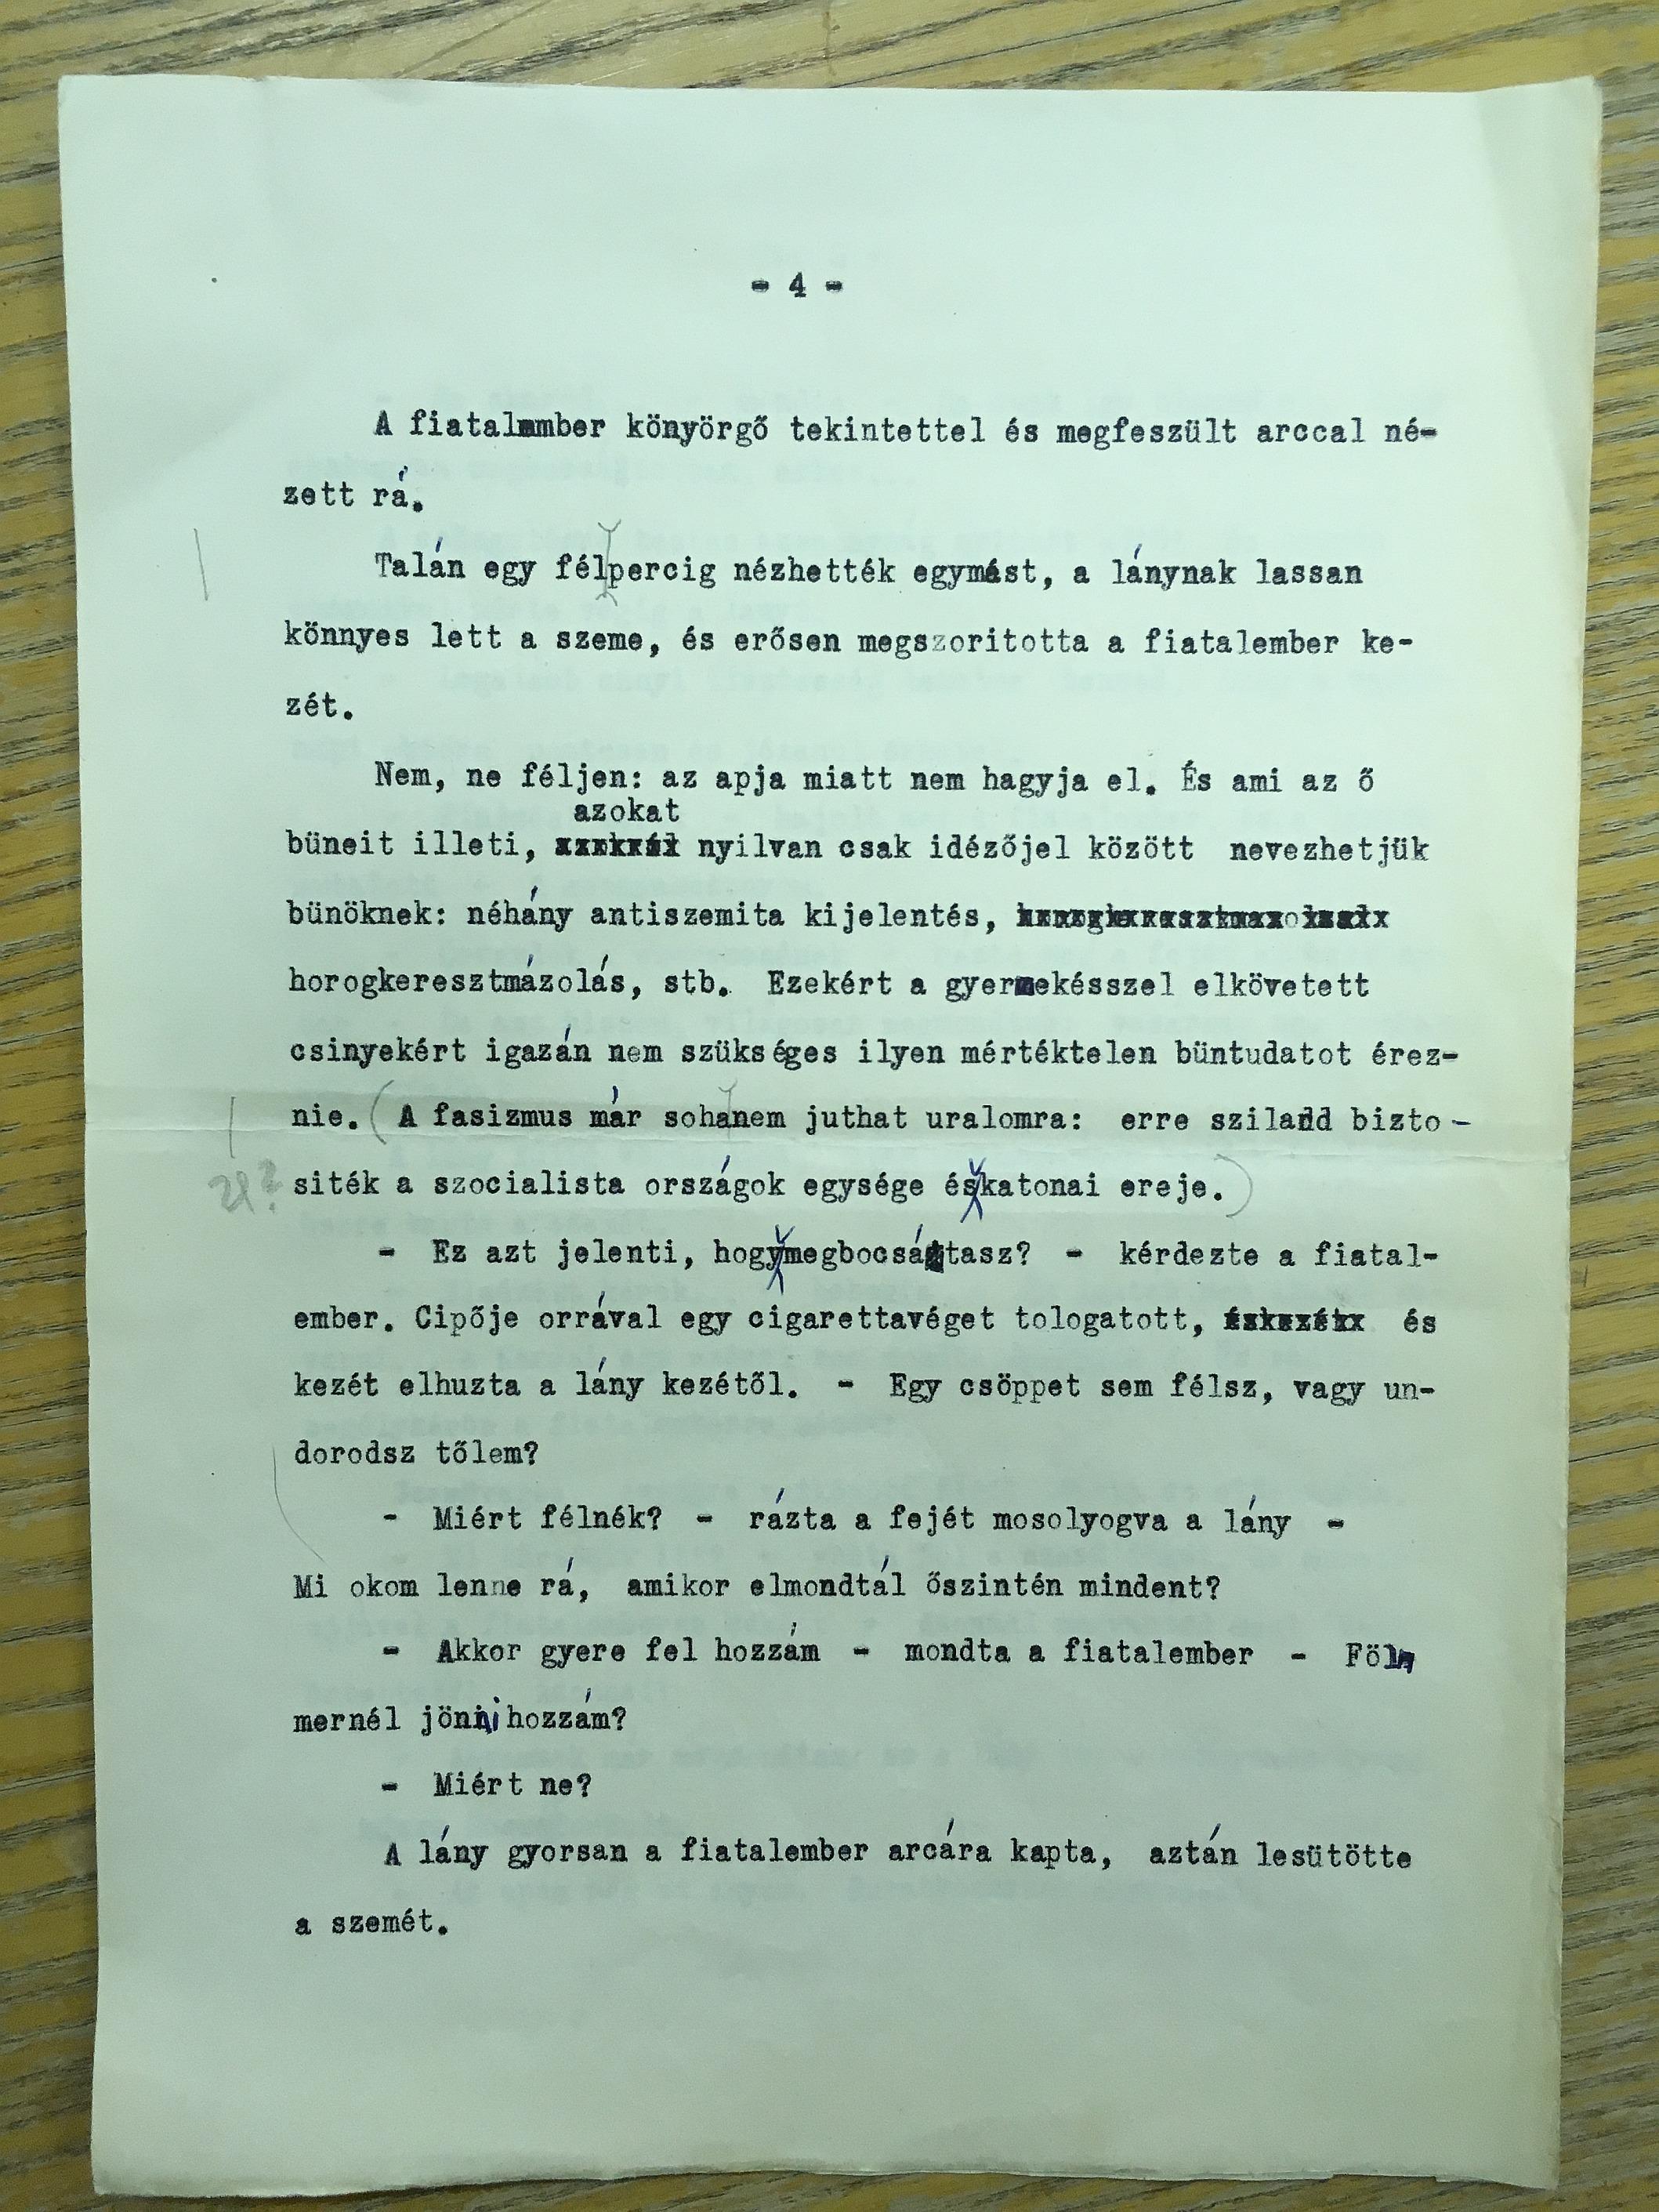 - 4 -
A fiatalember könyörgő tekintettel és megfeszült arccal né-
zett rá.
Talán egy félpercig nézhették egymást, a lánynak lassan
könnyes lett a szeme, és erősen megszoritotta a fiatalember ke-
zét.
Nem, ne féljen: az apja miatt nem hagyja el. És ami az ő
azokat
büneit illeti, nyilvan csak idézőjel között nevezhetjük
bünöknek: néhány antiszemita kijelentés,
horogkeresztmázolás, stb. Ezekért a gyermekésszel elkövetett
csinyekért igazán nem szükséges ilyen mértéktelen büntudatot érez-
nie. (A fasizmus már sohanem juthat uralomra: erre szilard bizto-
siték a szocialista országok egysége és katonai ereje.)
- Ez azt jelenti, hogy megbocsátasz? - kérdezte a fiatal-
ember. Cipője orrával egy cigarettavéget tologatott, és
kezét elhuzta a lány kezétől. - Egy csöppet sem félsz, vagy un-
dorodsz tőlem?
- Miért félnék? - rázta a fejét mosolyogva a lány -
Mi okom lenne rá, amikor elmondtál őszintén mindent?
- Akkor gyere fel hozzám - mondta a fiatalember - Föl
mernél jönni hozzám?
- Miért ne?
A lány gyorsan a fiatalember arcára kapta, aztán lesütötte
a szemét.